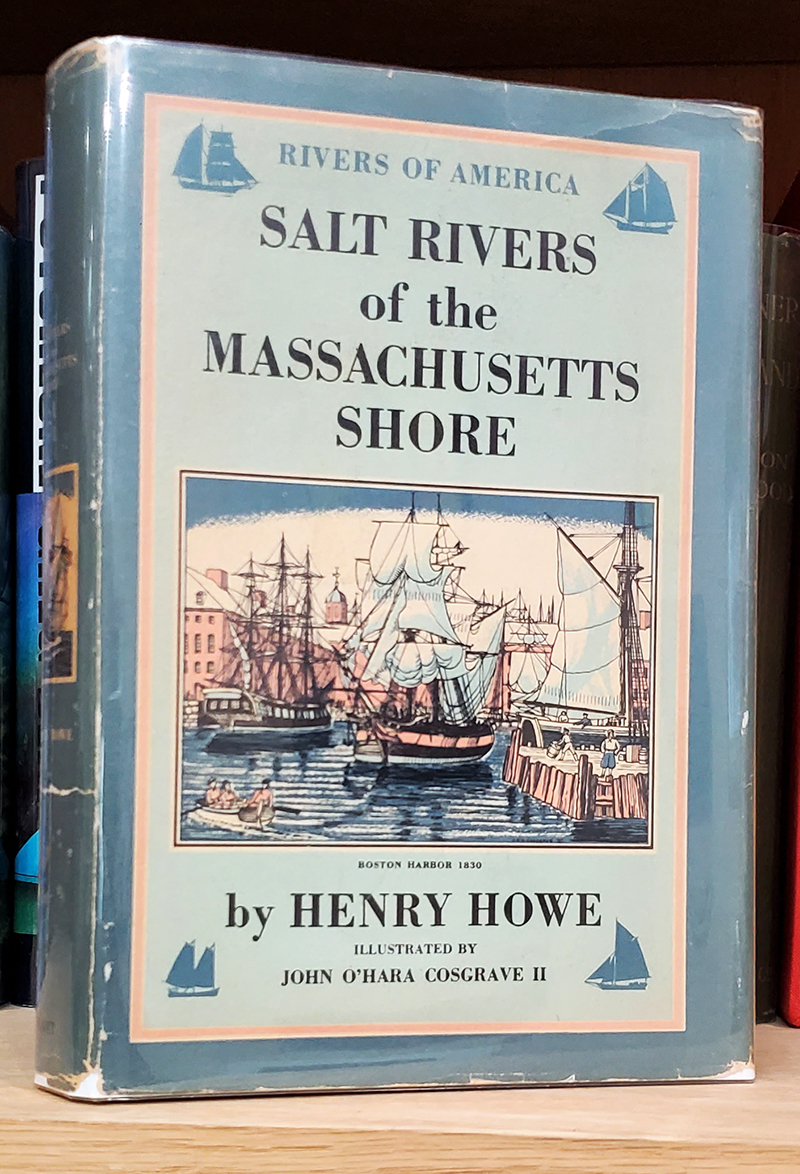 RIVERS OF AMERICA
SALT RIVERS
of the
MASSACHUSETTS
SHORE
BOSTON HARBOR 1830
by HENRY HOWE
ILLUSTRATED BY
JOHN O'HARA COSGRAVE II